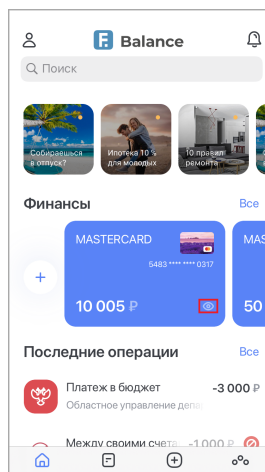 F. Balance
Поиск
Собираешься
в отпуск?
Ипотека 10 %
для молодых
10 правил
ремонта
Финансы
Все
MASTERCARD
5483 **** **** 0317
10 005 ₽
MAS
50
+
Последние операции
Все
Платеж в бюджет
-3 000 ₽
Областное управление депа
Между своими счета
-1 000 ₽